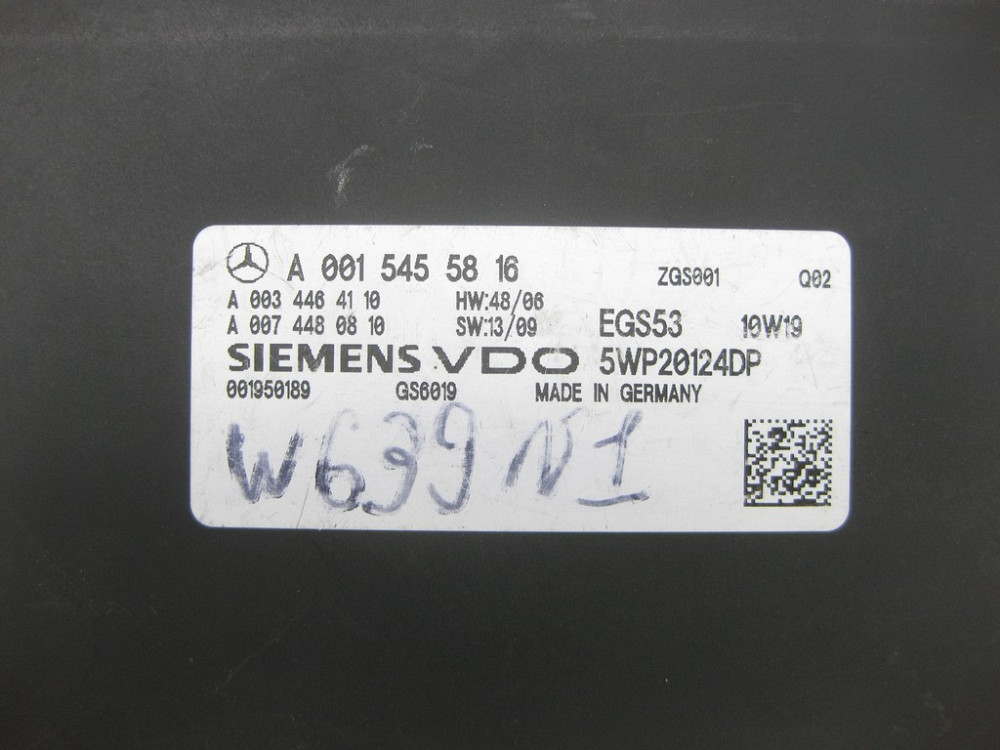 A 001 545 58 16 ZGS001 Q02
A 003 446 41 10 HW:48/06
A 007 448 08 10 SW:13/09 EGS53 10W19
SIEMENS VDO 5WP20124DP
001950189 GS6019 MADE IN GERMANY
W639 N1